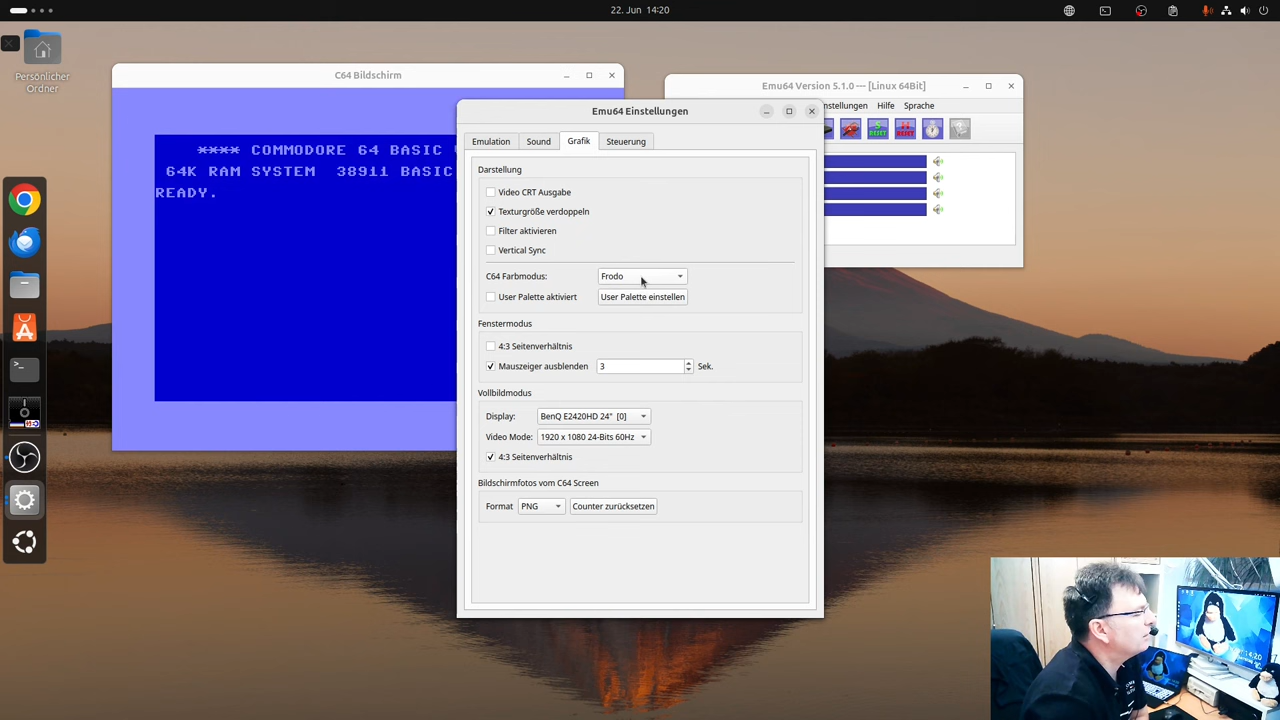 22. Jun 14:20
Persönlicher
Ordner
C64 Bildschirm
**** COMMODORE 64 BASIC
64K RAM SYSTEM 38911 BASIC
READY.
Emu64 Version 5.1.0 --- [Linux 64Bit]
nstellungen Hilfe Sprache
RESET
RESET
Emu64 Einstellungen
Emulation Sound Grafik Steuerung
Darstellung
Video CRT Ausgabe
Texturgröße verdoppeln
Filter aktivieren
Vertical Sync
C64 Farbmodus: Frodo
User Palette aktiviert User Palette einstellen
Fenstermodus
4:3 Seitenverhältnis
Mauszeiger ausblenden 3 Sek.
Vollbildmodus
Display: BenQ E2420HD 24" [0]
Video Mode: 1920 x 1080 24-Bits 60Hz
4:3 Seitenverhältnis
Bildschirmfotos vom C64 Screen
Format PNG Counter zurücksetzen